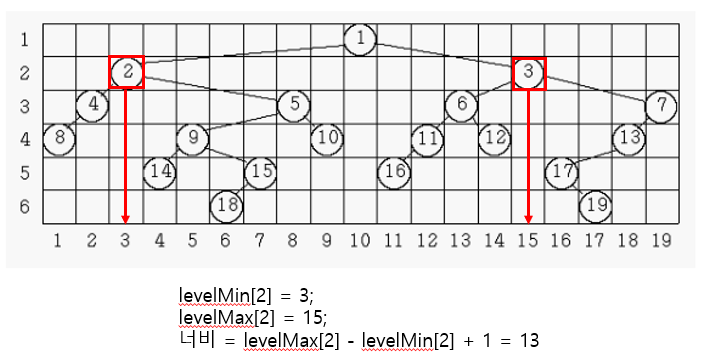 1 1
2 2 3
3 4 5 6 7
4 8 9 10 11 12 13
5 14 15 16 17
6 18 19
1 2 3 4 5 6 7 8 9 10 11 12 13 14 15 16 17 18 19
levelMin[2] = 3;
levelMax[2] = 15;
너비 = levelMax[2] - levelMin[2] + 1 = 13